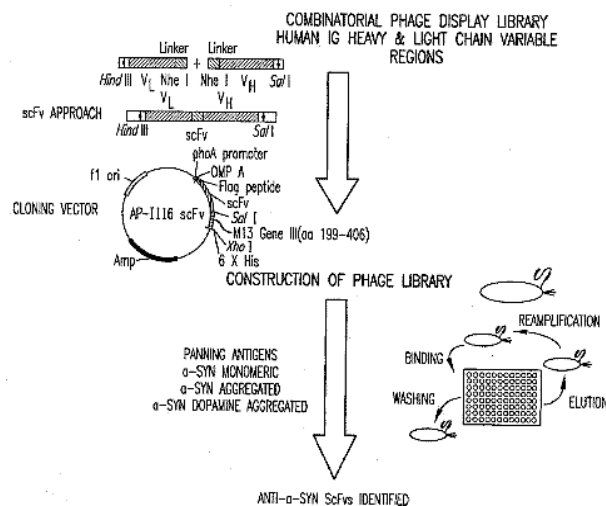 COMBINATORIAL PHAGE DISPLAY LIBRARY
HUMAN IG HEAVY & LIGHT CHAIN VARIABLE
REGIONS
Linker Linker
+
Hind III VL Nhe I Nhe I VH Sal I
VL VH
scFv APPROACH
Hind III scFv Sal I
phoA promoter
OMP A
Flag peptide
scFv
Sal I
M13 Gene III(aa 199-406)
Xho I
6 X His
f1 ori
CLONING VECTOR
AP-III6 scFv
Amp
CONSTRUCTION OF PHAGE LIBRARY
PANNING ANTIGENS
α-SYN MONOMERIC
α-SYN AGGREGATED
α-SYN DOPAMINE AGGREGATED
REAMPLIFICATION
BINDING
WASHING
ELUTION
ANTI-α-SYN ScFvs IDENTIFIED